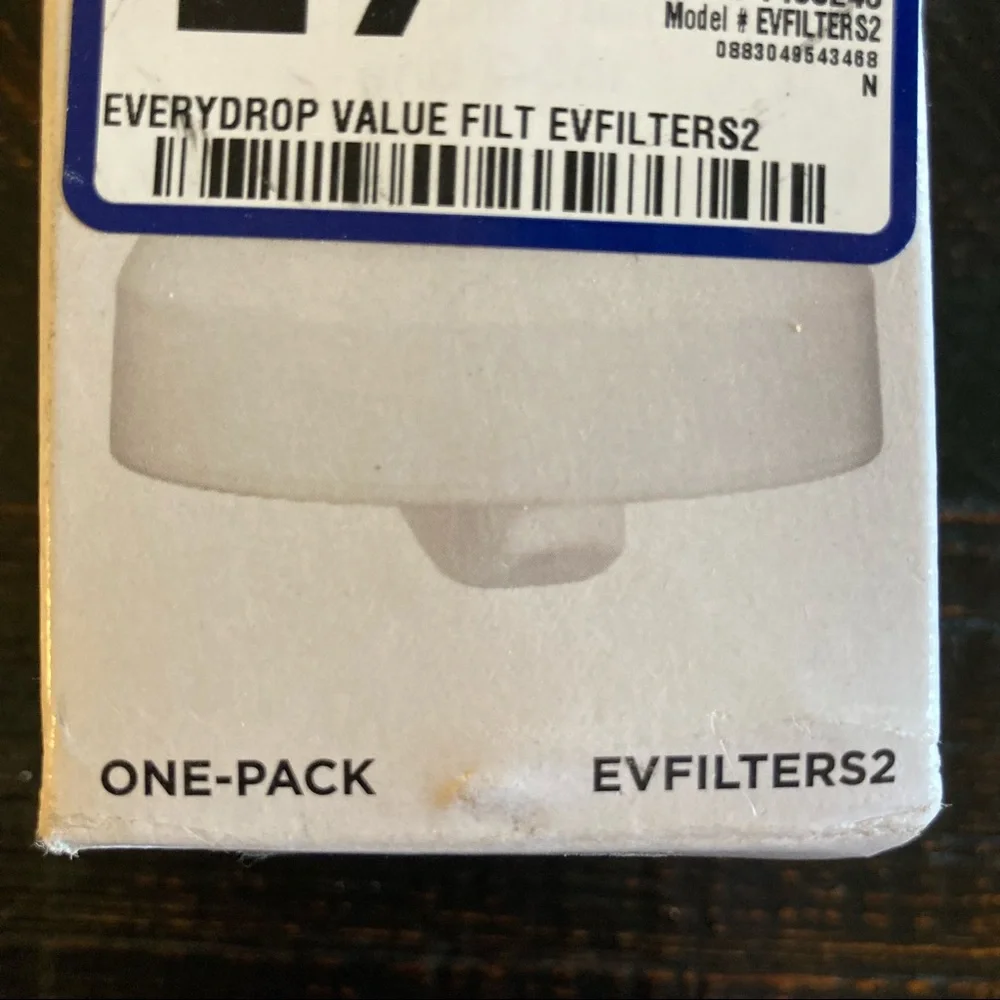 Model # EVFILTERS2
0883049543468
N
EVERYDROP VALUE FILT EVFILTERS2
ONE-PACK
EVFILTERS2